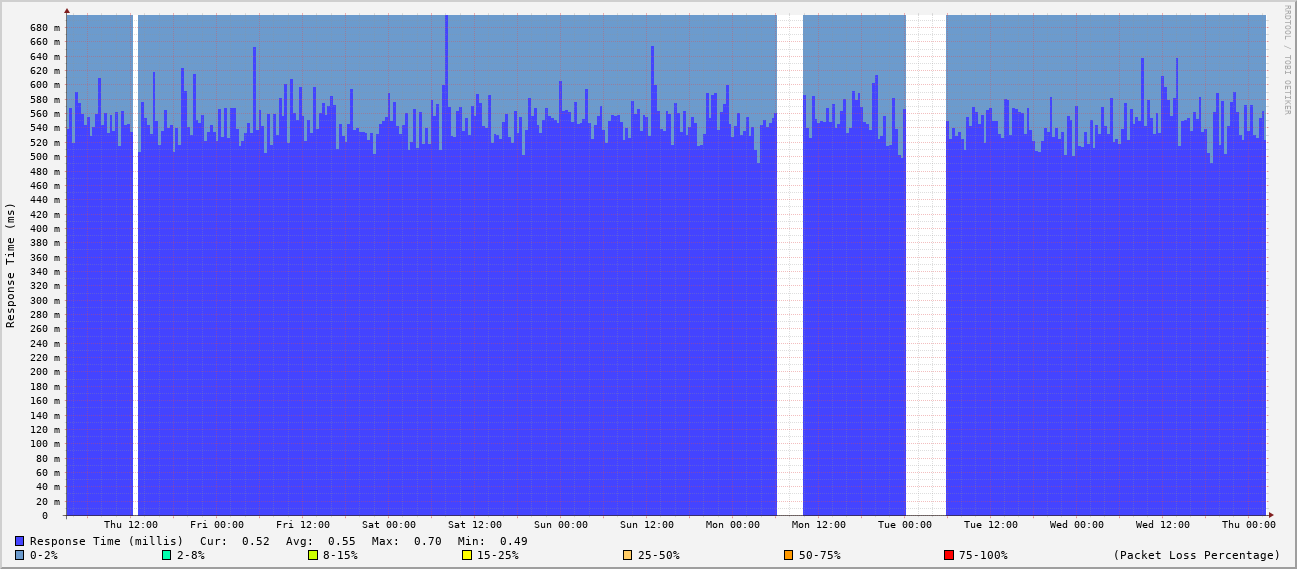 RRDTOOL / TOBI OETIKER
Response Time (ms)
680 m
660 m
640 m
620 m
600 m
580 m
560 m
540 m
520 m
500 m
480 m
460 m
440 m
420 m
400 m
380 m
360 m
340 m
320 m
300 m
280 m
260 m
240 m
220 m
200 m
180 m
160 m
140 m
120 m
100 m
80 m
60 m
40 m
20 m
0
Thu 12:00 Fri 00:00 Fri 12:00 Sat 00:00 Sat 12:00 Sun 00:00 Sun 12:00 Mon 00:00 Mon 12:00 Tue 00:00 Tue 12:00 Wed 00:00 Wed 12:00 Thu 00:00
Response Time (millis) Cur: 0.52 Avg: 0.55 Max: 0.70 Min: 0.49
0-2% 2-8% 8-15% 15-25% 25-50% 50-75% 75-100% (Packet Loss Percentage)